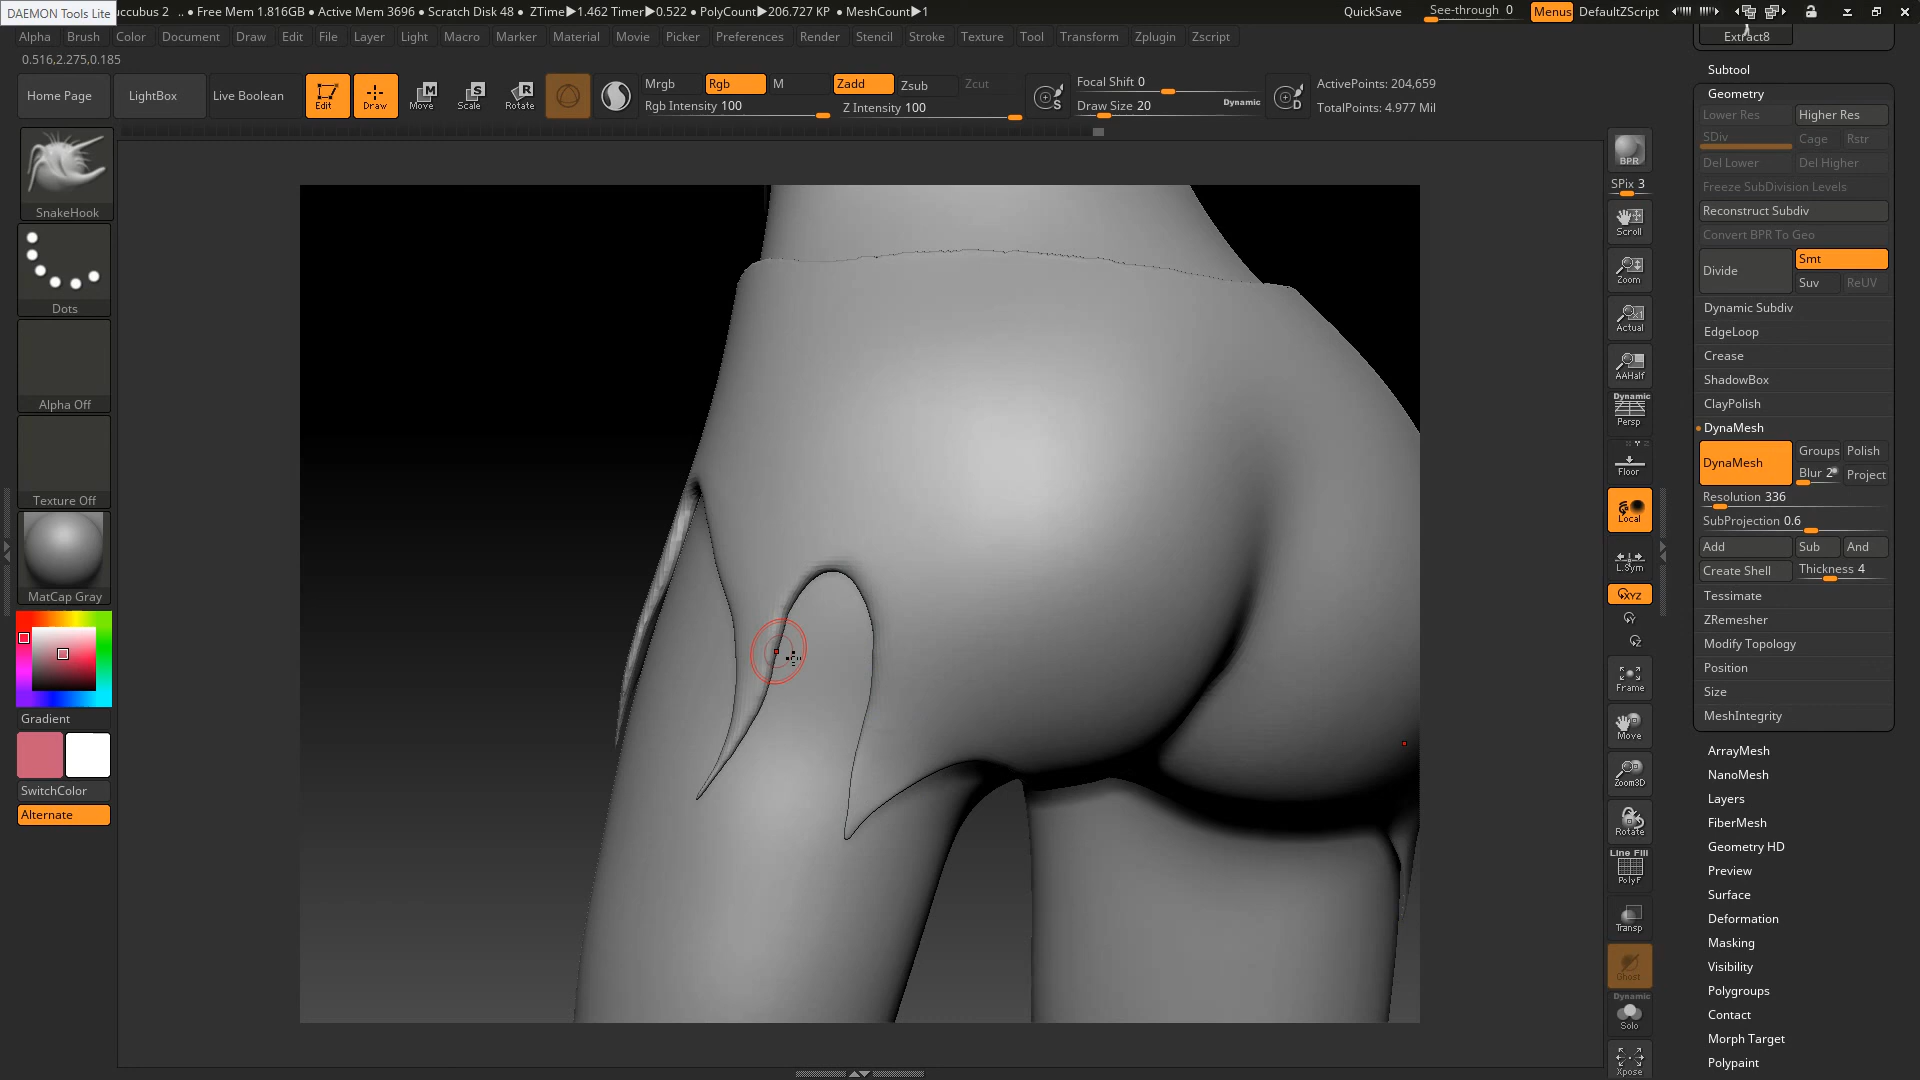 DAEMON Tools Lite
uccubus 2 .. ● Free Mem 1.816GB ● Active Mem 3696 ● Scratch Disk 48 ● ZTime▶1.462 Timer▶0.522 ● PolyCount▶206.727 KP ● MeshCount▶1
QuickSave See-through 0 Menus DefaultZScript
Alpha Brush Color Document Draw Edit File Layer Light Macro Marker Material Movie Picker Preferences Render Stencil Stroke Texture Tool Transform Zplugin Zscript
Extract8
0.516,2.275,0.185
Home Page LightBox Live Boolean Edit Draw Move Scale Rotate
Mrgb Rgb M Zadd Zsub Zcut
Rgb Intensity 100 Z Intensity 100
S Focal Shift 0
Draw Size 20 Dynamic D
ActivePoints: 204,659
TotalPoints: 4.977 Mil
SnakeHook
Dots
Alpha Off
Texture Off
MatCap Gray
Gradient
SwitchColor
Alternate
BPR
SPix 3
Scroll
Zoom
Actual
AAHalf
Dynamic
Persp
Floor
Local
L.Sym
XYZ
Y
Z
Frame
Move
Zoom3D
Rotate
Line Fill
PolyF
Transp
Ghost
Dynamic
Solo
Xpose
Subtool
Geometry
Lower Res Higher Res
SDiv Cage Rstr
Del Lower Del Higher
Freeze SubDivision Levels
Reconstruct Subdiv
Convert BPR To Geo
Divide Smt
Suv ReUV
Dynamic Subdiv
EdgeLoop
Crease
ShadowBox
ClayPolish
DynaMesh
DynaMesh Groups Polish
Blur 2 Project
Resolution 336
SubProjection 0.6
Add Sub And
Create Shell Thickness 4
Tessimate
ZRemesher
Modify Topology
Position
Size
MeshIntegrity
ArrayMesh
NanoMesh
Layers
FiberMesh
Geometry HD
Preview
Surface
Deformation
Masking
Visibility
Polygroups
Contact
Morph Target
Polypaint